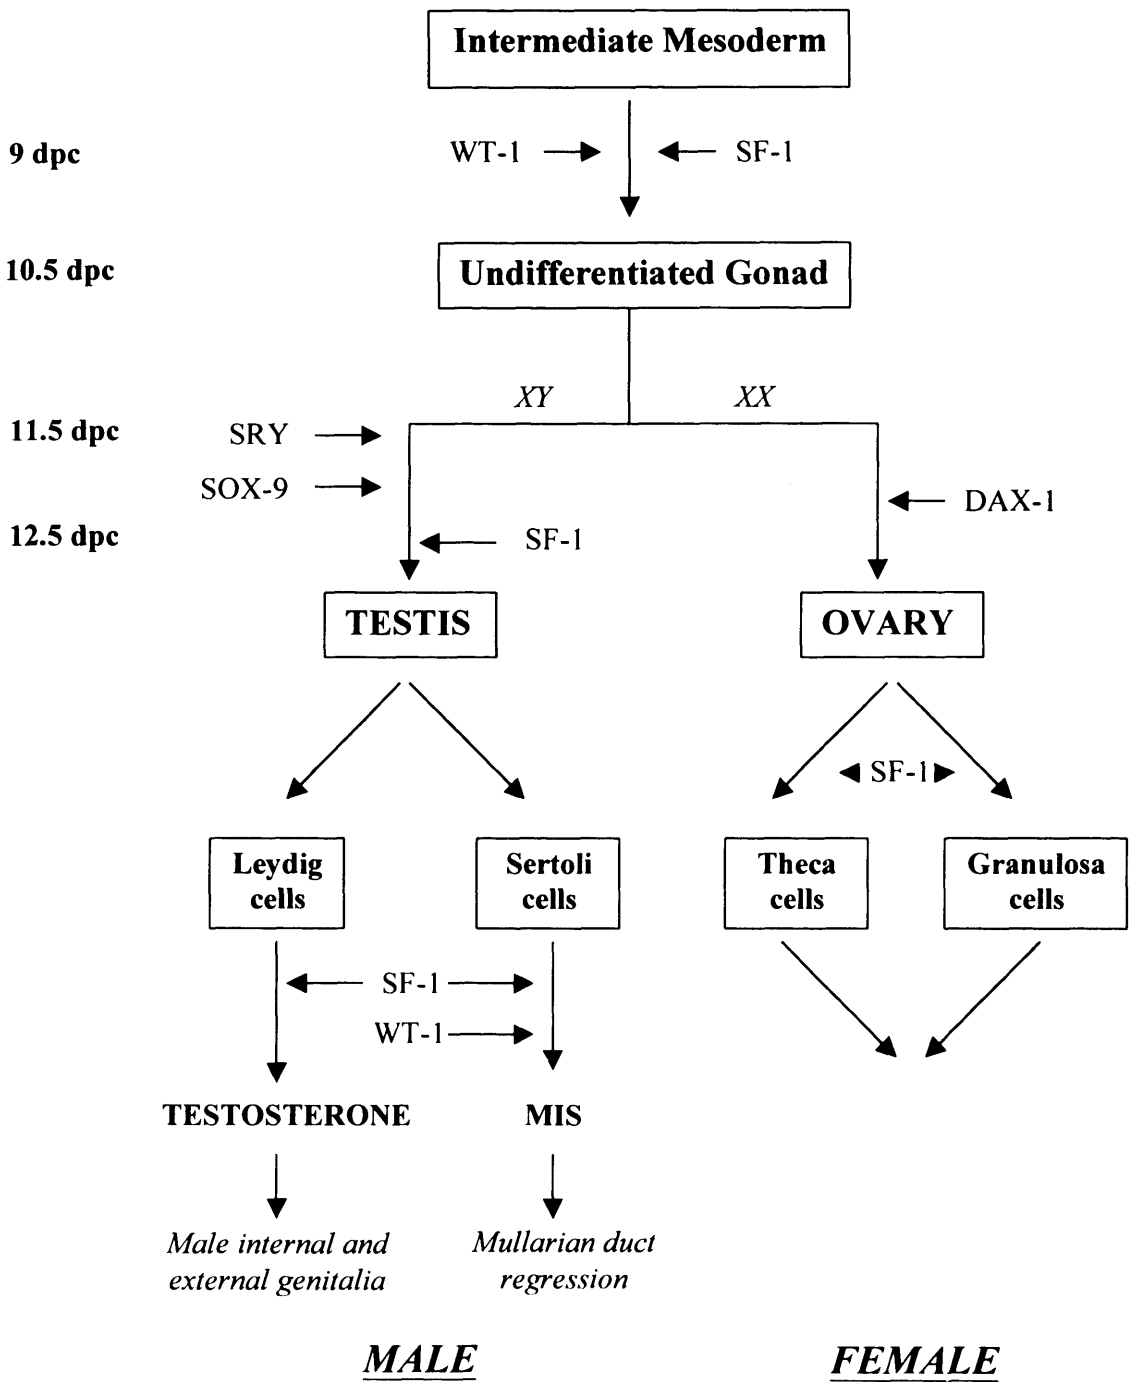 Intermediate Mesoderm
9 dpc
WT-1
SF-1
10.5 dpc
Undifferentiated Gonad
XY
XX
11.5 dpc
SRY
SOX-9
DAX-1
12.5 dpc
SF-1
TESTIS
OVARY
SF-1
Leydig
cells
Sertoli
cells
Theca
cells
Granulosa
cells
SF-1
WT-1
TESTOSTERONE
MIS
Male internal and
external genitalia
Mullarian duct
regression
MALE
FEMALE